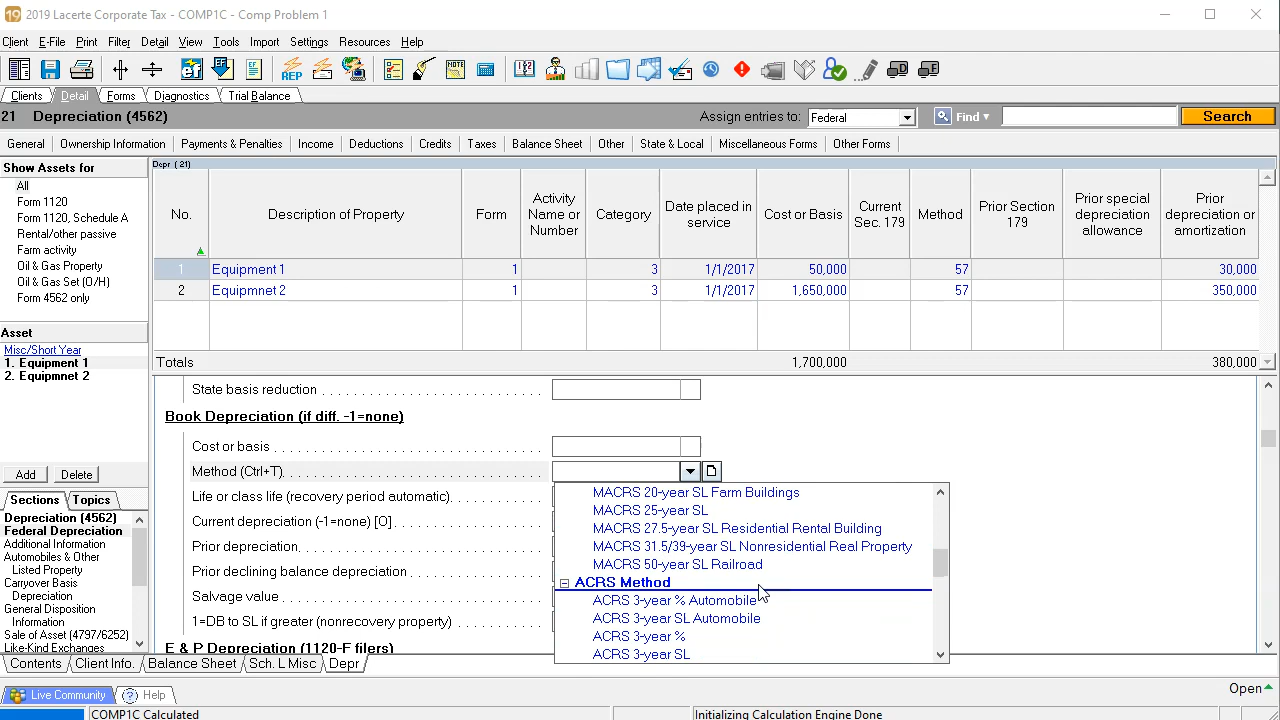 19 2019 Lacerte Corporate Tax - COMP1C - Comp Problem 1
Client E-File Print Filter Detail View Tools Import Settings Resources Help
Clients Detail Forms Diagnostics Trial Balance
21 Depreciation (4562) Assign entries to: Federal Find Search
General Ownership Information Payments & Penalties Income Deductions Credits Taxes Balance Sheet Other State & Local Miscellaneous Forms Other Forms
Show Assets for
All
Form 1120
Form 1120, Schedule A
Rental/other passive
Farm activity
Oil & Gas Property
Oil & Gas Set (O/H)
Form 4562 only
Asset
Misc/Short Year
1. Equipment 1
2. Equipmnet 2
Add Delete
Sections Topics
Depreciation (4562)
Federal Depreciation
Additional Information
Automobiles & Other
Listed Property
Carryover Basis
Depreciation
General Disposition
Information
Sale of Asset (4797/6252)
Like-Kind Exchanges
Depr (21)
No. Description of Property Form Activity Name or Number Category Date placed in service Cost or Basis Current Sec. 179 Method Prior Section 179 Prior special depreciation allowance Prior depreciation or amortization
1 Equipment 1 1 3 1/1/2017 50,000 57 30,000
2 Equipmnet 2 1 3 1/1/2017 1,650,000 57 350,000
Totals 1,700,000 380,000
State basis reduction
Book Depreciation (if diff. -1=none)
Cost or basis
Method (Ctrl+T)
Life or class life (recovery period automatic)
Current depreciation (-1=none) [O]
Prior depreciation
Prior declining balance depreciation
Salvage value
1=DB to SL if greater (nonrecovery property)
E & P Depreciation (1120-F filers)
MACRS 20-year SL Farm Buildings
MACRS 25-year SL
MACRS 27.5-year SL Residential Rental Building
MACRS 31.5/39-year SL Nonresidential Real Property
MACRS 50-year SL Railroad
ACRS Method
ACRS 3-year % Automobile
ACRS 3-year SL Automobile
ACRS 3-year %
ACRS 3-year SL
Contents Client Info. Balance Sheet Sch. L Misc Depr
Live Community Help Open
COMP1C Calculated Initializing Calculation Engine Done